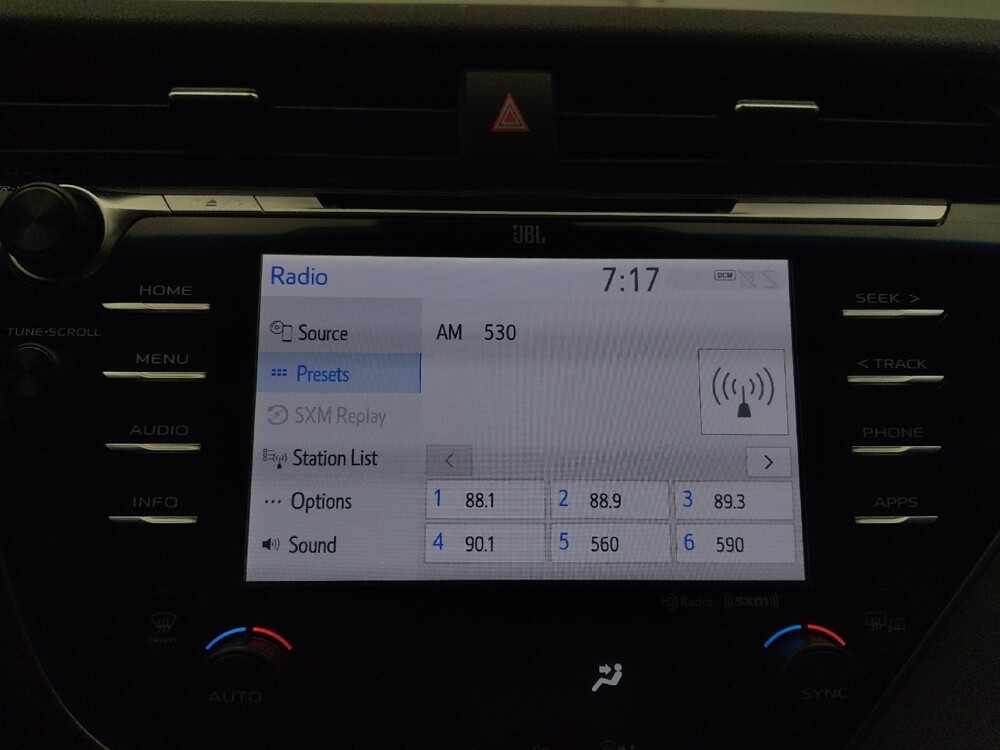 JBL
HOME
TUNE•SCROLL
MENU
AUDIO
INFO
Radio 7:17 DCM
Source
Presets
SXM Replay
Station List
Options
Sound
AM 530
< >
1 88.1 2 88.9 3 89.3
4 90.1 5 560 6 590
SEEK >
< TRACK
PHONE
APPS
HD Radio ((sxm))
AUTO
SYNC